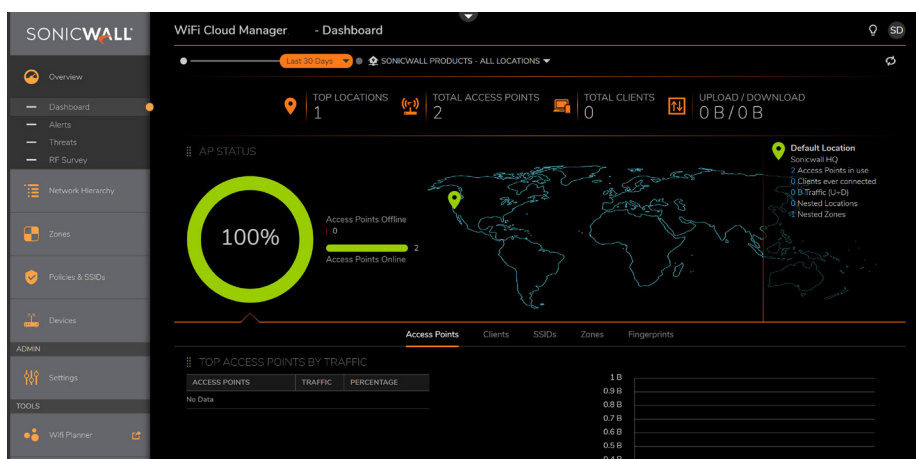 SONICWALL
WiFi Cloud Manager - Dashboard
SD
Last 30 Days
SONICWALL PRODUCTS - ALL LOCATIONS
Overview
Dashboard
Alerts
Threats
RF Survey
Network Hierarchy
Zones
Policies & SSIDs
Devices
ADMIN
Settings
TOOLS
Wifi Planner
TOP LOCATIONS
1
TOTAL ACCESS POINTS
2
TOTAL CLIENTS
0
UPLOAD / DOWNLOAD
0 B / 0 B
AP STATUS
100%
Access Points Offline
0
2
Access Points Online
Default Location
Sonicwall HQ
2 Access Points in use
0 Clients ever connected
0 B Traffic (U+D)
0 Nested Locations
1 Nested Zones
Access Points Clients SSIDs Zones Fingerprints
TOP ACCESS POINTS BY TRAFFIC
ACCESS POINTS TRAFFIC PERCENTAGE
No Data
1 B
0.9 B
0.8 B
0.7 B
0.6 B
0.5 B
0.4 B